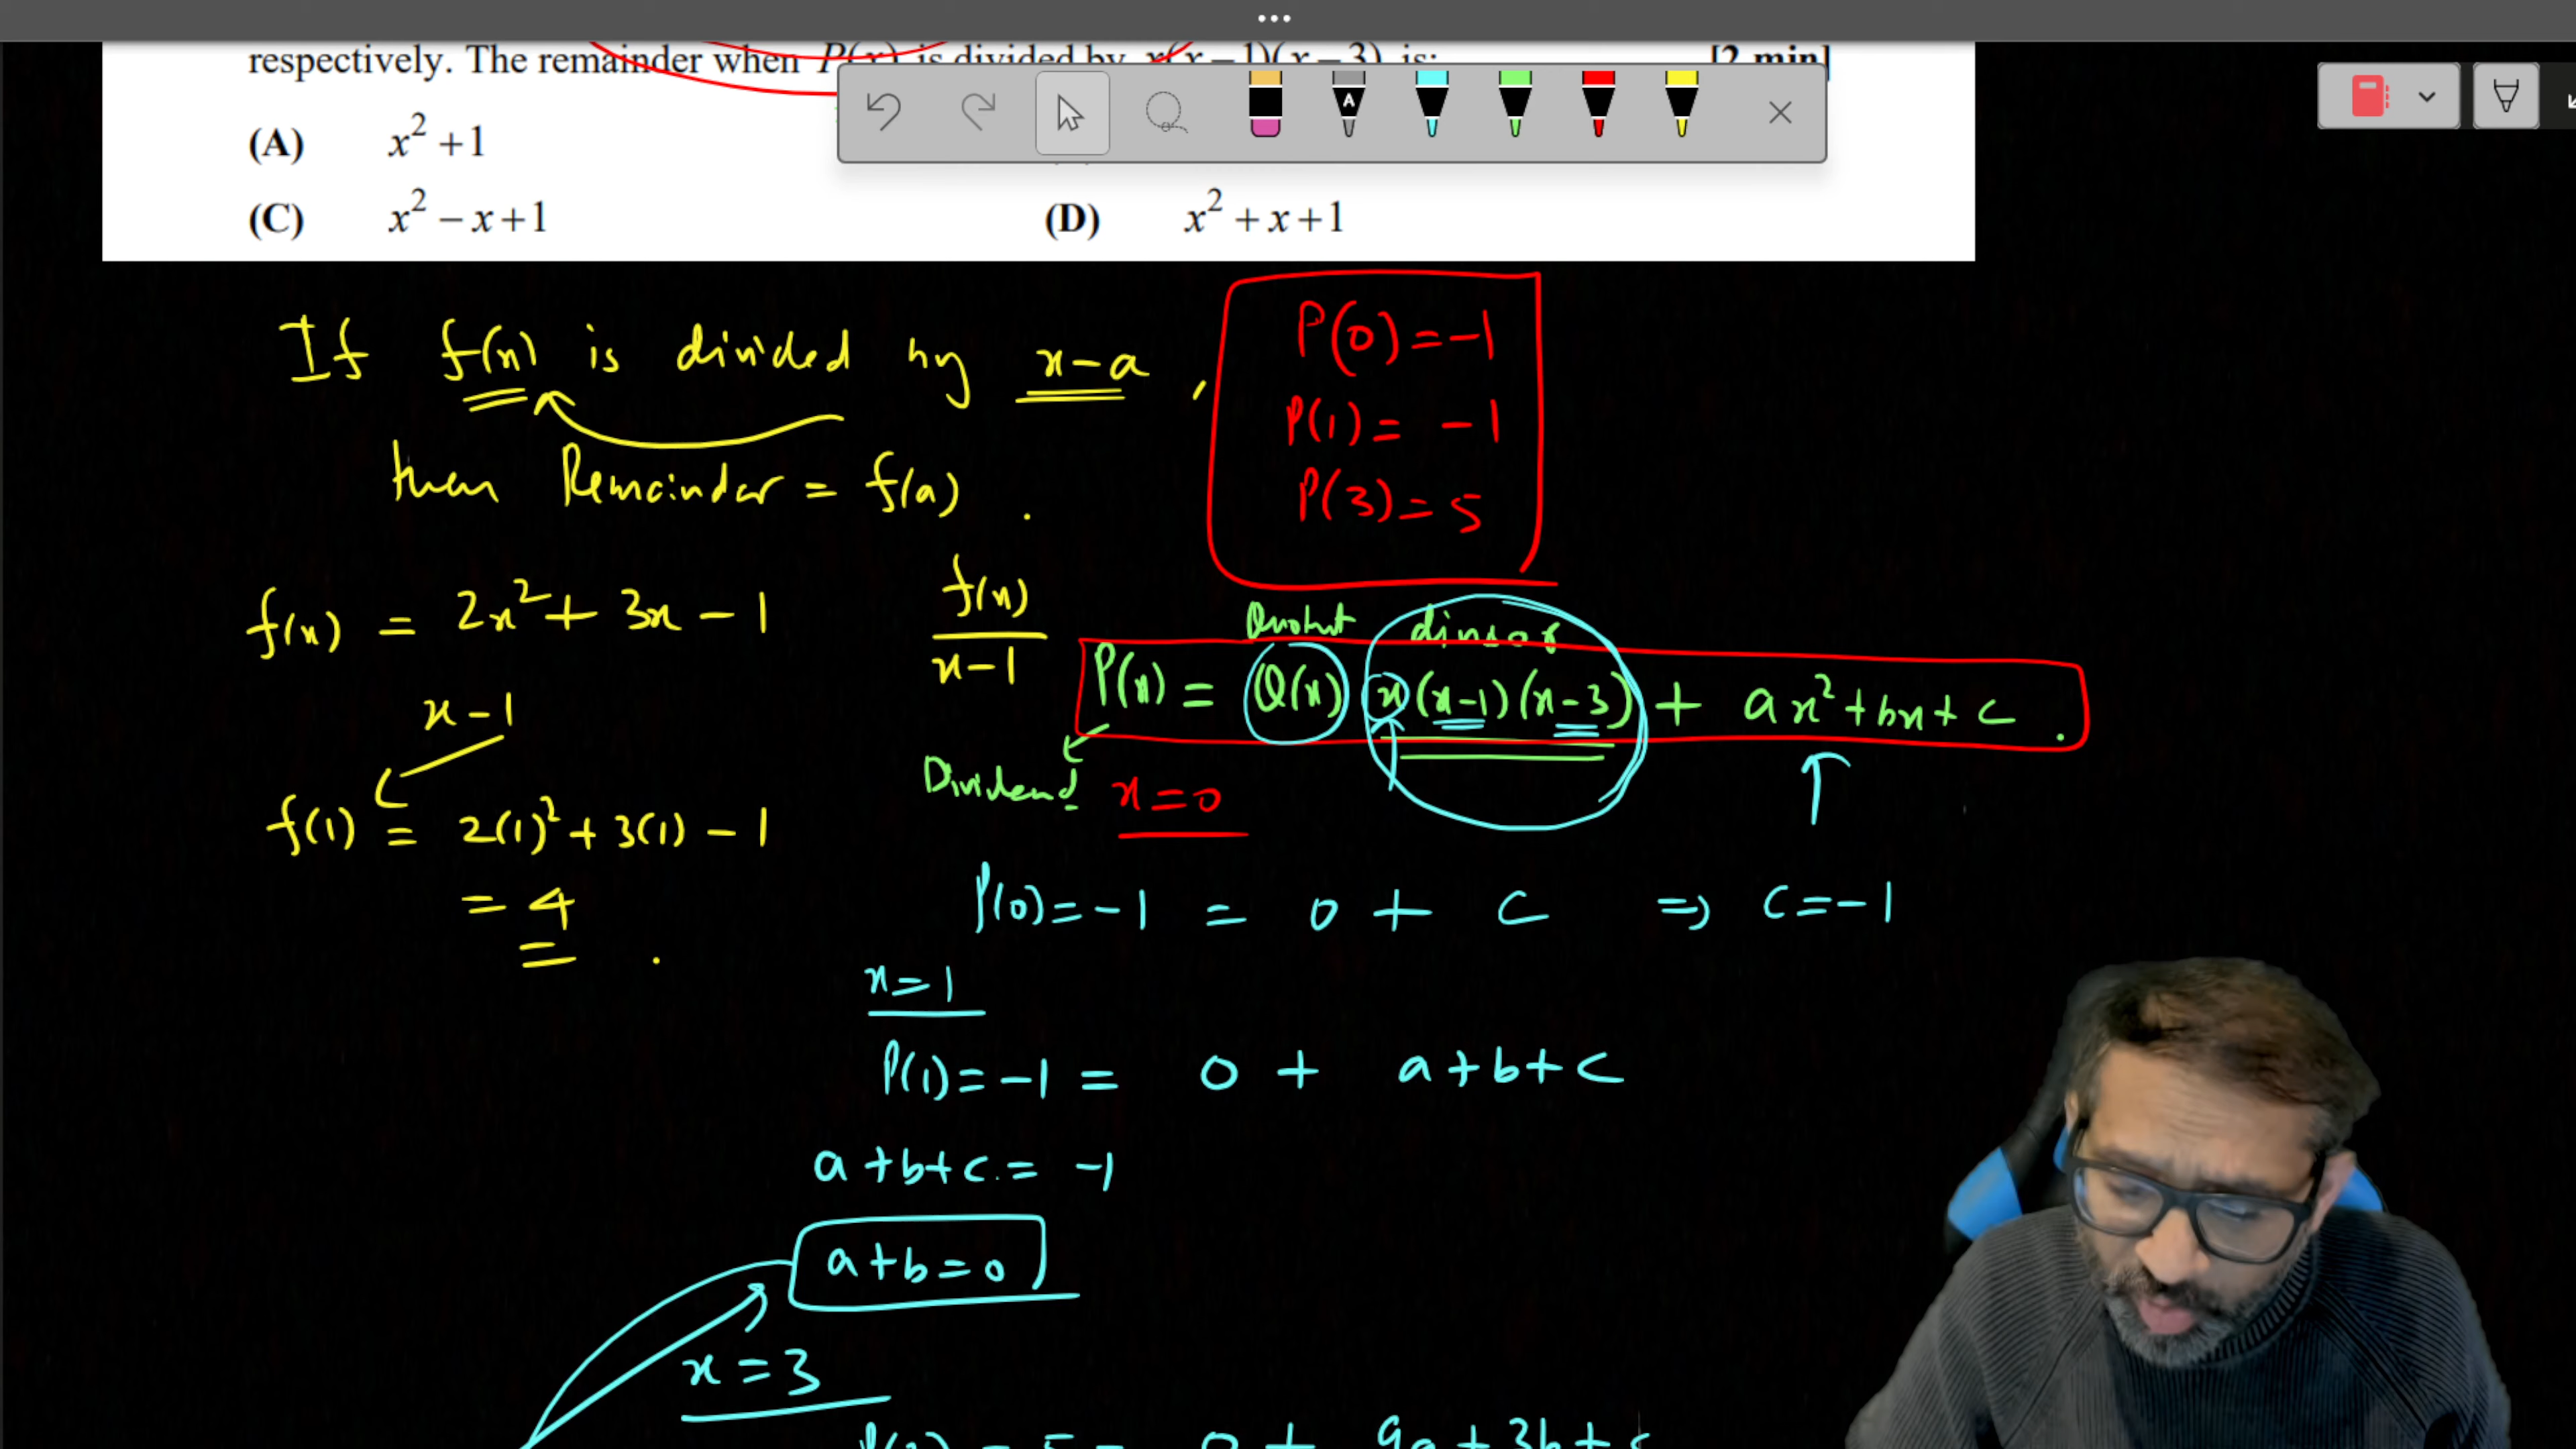 respectively. The remainder when P(x) is divided by x(x−1)(x−3) is: [2 min]
(A) x² + 1
(C) x² − x + 1 (D) x² + x + 1
If f(x) is divided by x−a,
then Remainder = f(a).
P(0) = −1
P(1) = −1
P(3) = 5
f(x) = 2x² + 3x − 1
f(x)
x−1
x−1
f(1) = 2(1)² + 3(1) − 1
= 4.
P(x) = Q(x) x(x−1)(x−3) + ax² + bx + c.
Dividend
x = 0
P(0) = −1 = 0 + c ⇒ c = −1
x = 1
P(1) = −1 = 0 + a+b+c
a+b+c = −1
a+b = 0
x = 3
A